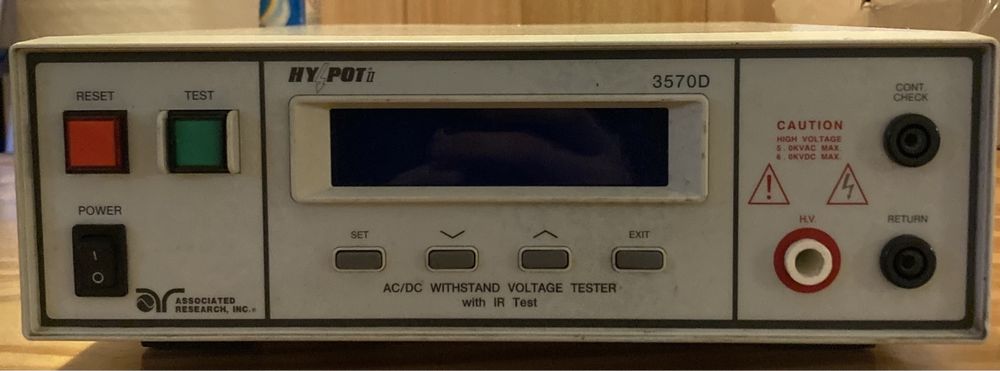 RESET
TEST
POWER
I
O
ASSOCIATED
RESEARCH, INC.®
HYPOT II
3570D
SET
EXIT
AC/DC WITHSTAND VOLTAGE TESTER
with IR Test
CONT.
CHECK
CAUTION
HIGH VOLTAGE
5.0KVAC MAX.
6.0KVDC MAX.
H.V.
RETURN